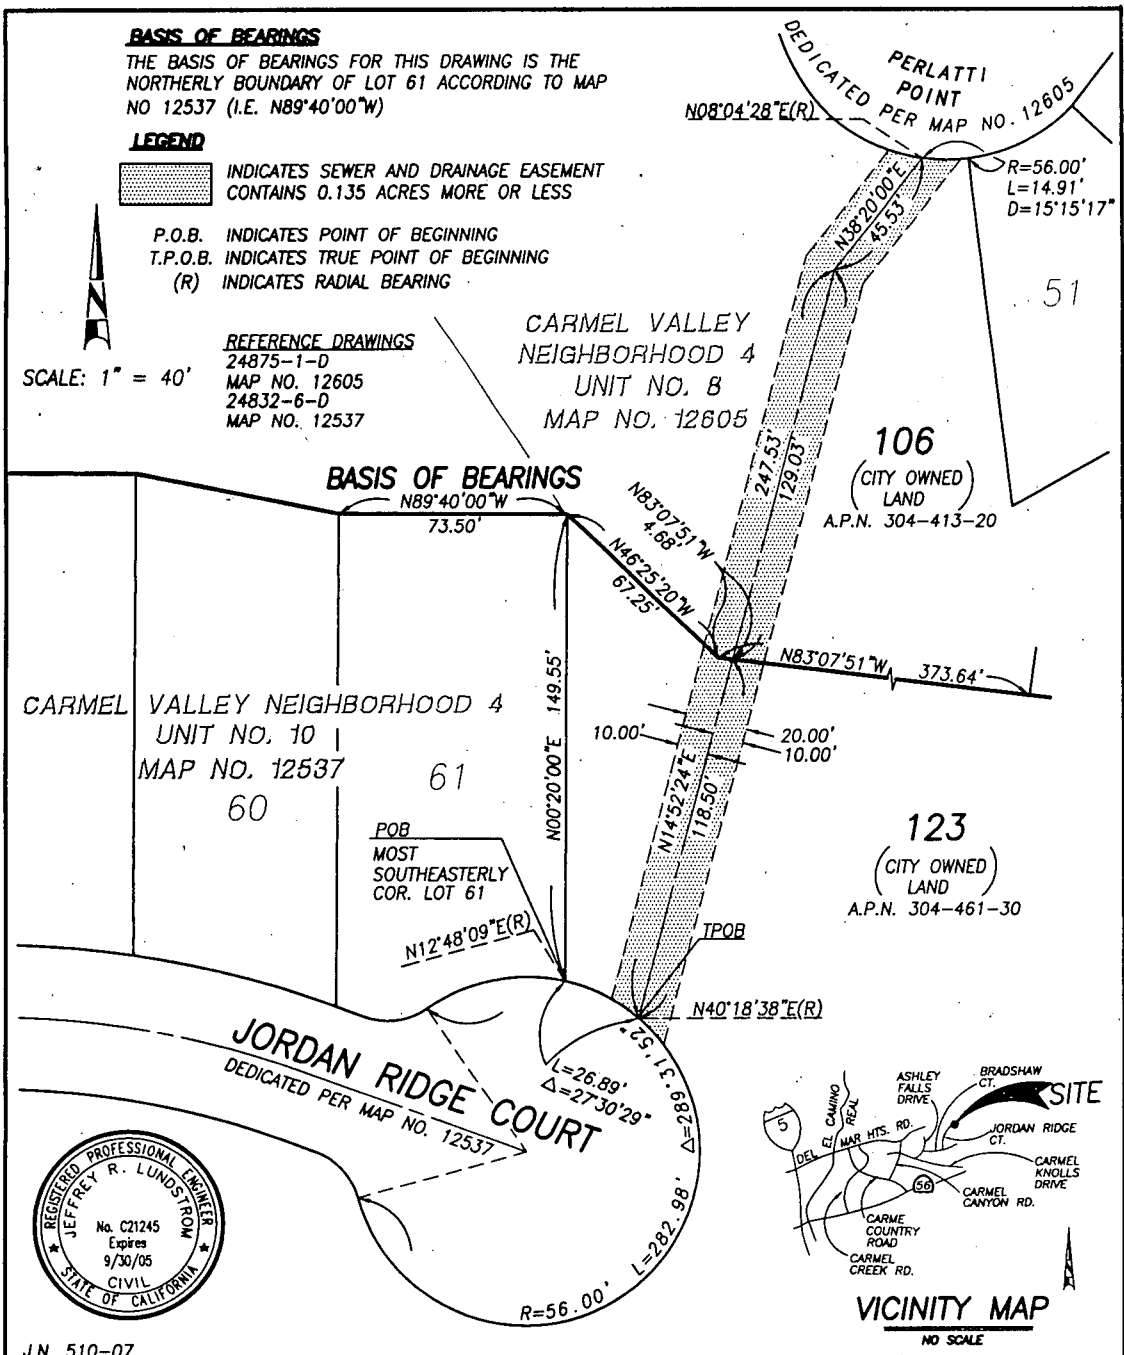 BASIS OF BEARINGS
THE BASIS OF BEARINGS FOR THIS DRAWING IS THE
NORTHERLY BOUNDARY OF LOT 61 ACCORDING TO MAP
NO 12537 (I.E. N89°40'00"W)
LEGEND
INDICATES SEWER AND DRAINAGE EASEMENT
CONTAINS 0.135 ACRES MORE OR LESS
P.O.B. INDICATES POINT OF BEGINNING
T.P.O.B. INDICATES TRUE POINT OF BEGINNING
(R) INDICATES RADIAL BEARING
N
SCALE: 1" = 40'
REFERENCE DRAWINGS
24875-1-D
MAP NO. 12605
24832-6-D
MAP NO. 12537
PERLATTI
POINT
DEDICATED PER MAP NO. 12605
N08°04'28"E(R)
R=56.00'
L=14.91'
D=15°15'17"
N38°20'00"E
45.53'
51
CARMEL VALLEY
NEIGHBORHOOD 4
UNIT NO. 8
MAP NO. 12605
106
(CITY OWNED
LAND)
A.P.N. 304-413-20
247.53'
129.03'
BASIS OF BEARINGS
N89°40'00"W
73.50'
N83°07'51"W
4.68'
N46°25'20"W
67.25'
N83°07'51"W
373.64'
N00°20'00"E 149.55'
10.00'
20.00'
10.00'
N14°52'24"E
118.50'
CARMEL VALLEY NEIGHBORHOOD 4
UNIT NO. 10
MAP NO. 12537
60
61
123
(CITY OWNED
LAND)
A.P.N. 304-461-30
POB
MOST
SOUTHEASTERLY
COR. LOT 61
N12°48'09"E(R)
TPOB
N40°18'38"E(R)
JORDAN RIDGE COURT
DEDICATED PER MAP NO. 12537
L=26.89'
Δ=27°30'29"
Δ=289°31'52"
L=282.98'
R=56.00'
REGISTERED PROFESSIONAL ENGINEER
JEFFREY R. LUNDSTROM
No. C21245
Expires
9/30/05
CIVIL
STATE OF CALIFORNIA
5
DEL MAR HTS. RD.
EL CAMINO
REAL
ASHLEY
FALLS
DRIVE
BRADSHAW
CT.
SITE
JORDAN RIDGE
CT.
CARMEL
KNOLLS
DRIVE
56
CARMEL
CANYON RD.
CARME
COUNTRY
ROAD
CARMEL
CREEK RD.
VICINITY MAP
NO SCALE
J.N. 510-07